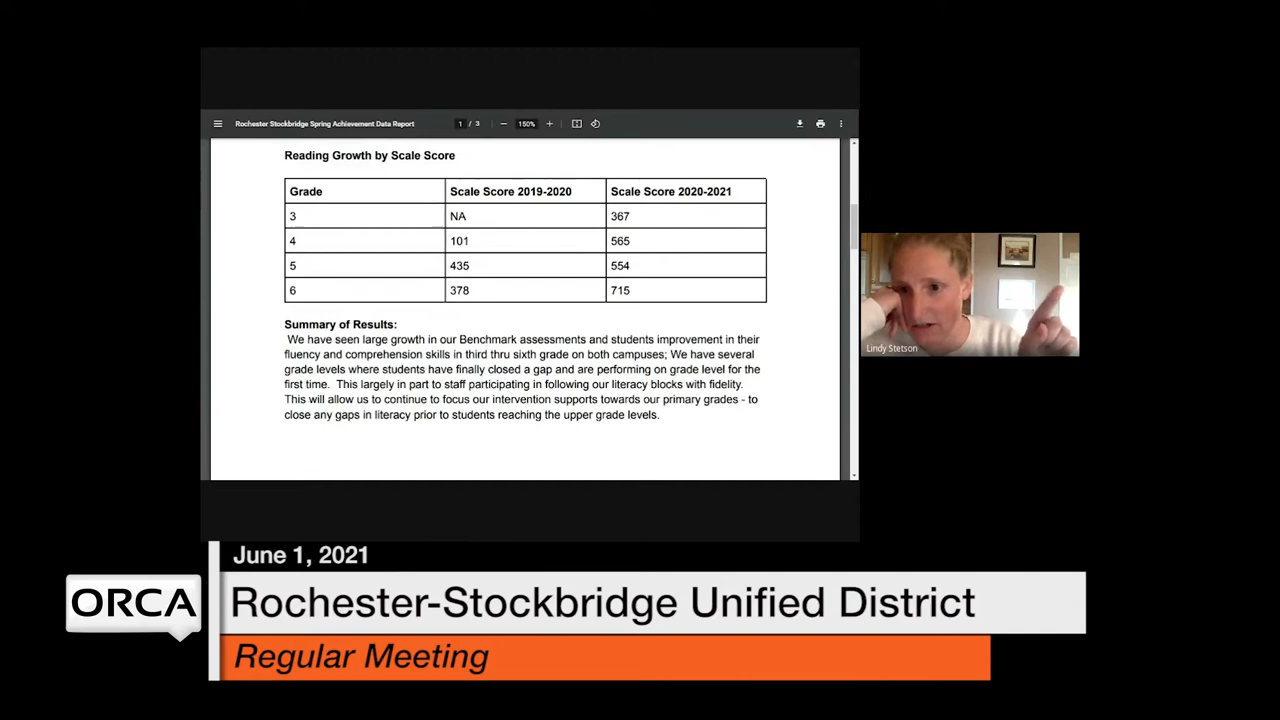 Rochester Stockbridge Spring Achievement Data Report 1 / 3 150%
Reading Growth by Scale Score
Grade Scale Score 2019-2020 Scale Score 2020-2021
3 NA 367
4 101 565
5 435 554
6 378 715
Summary of Results:
We have seen large growth in our Benchmark assessments and students improvement in their
fluency and comprehension skills in third thru sixth grade on both campuses; We have several
grade levels where students have finally closed a gap and are performing on grade level for the
first time. This largely in part to staff participating in following our literacy blocks with fidelity.
This will allow us to continue to focus our intervention supports towards our primary grades - to
close any gaps in literacy prior to students reaching the upper grade levels.
Lindy Stetson
June 1, 2021
ORCA
Rochester-Stockbridge Unified District
Regular Meeting